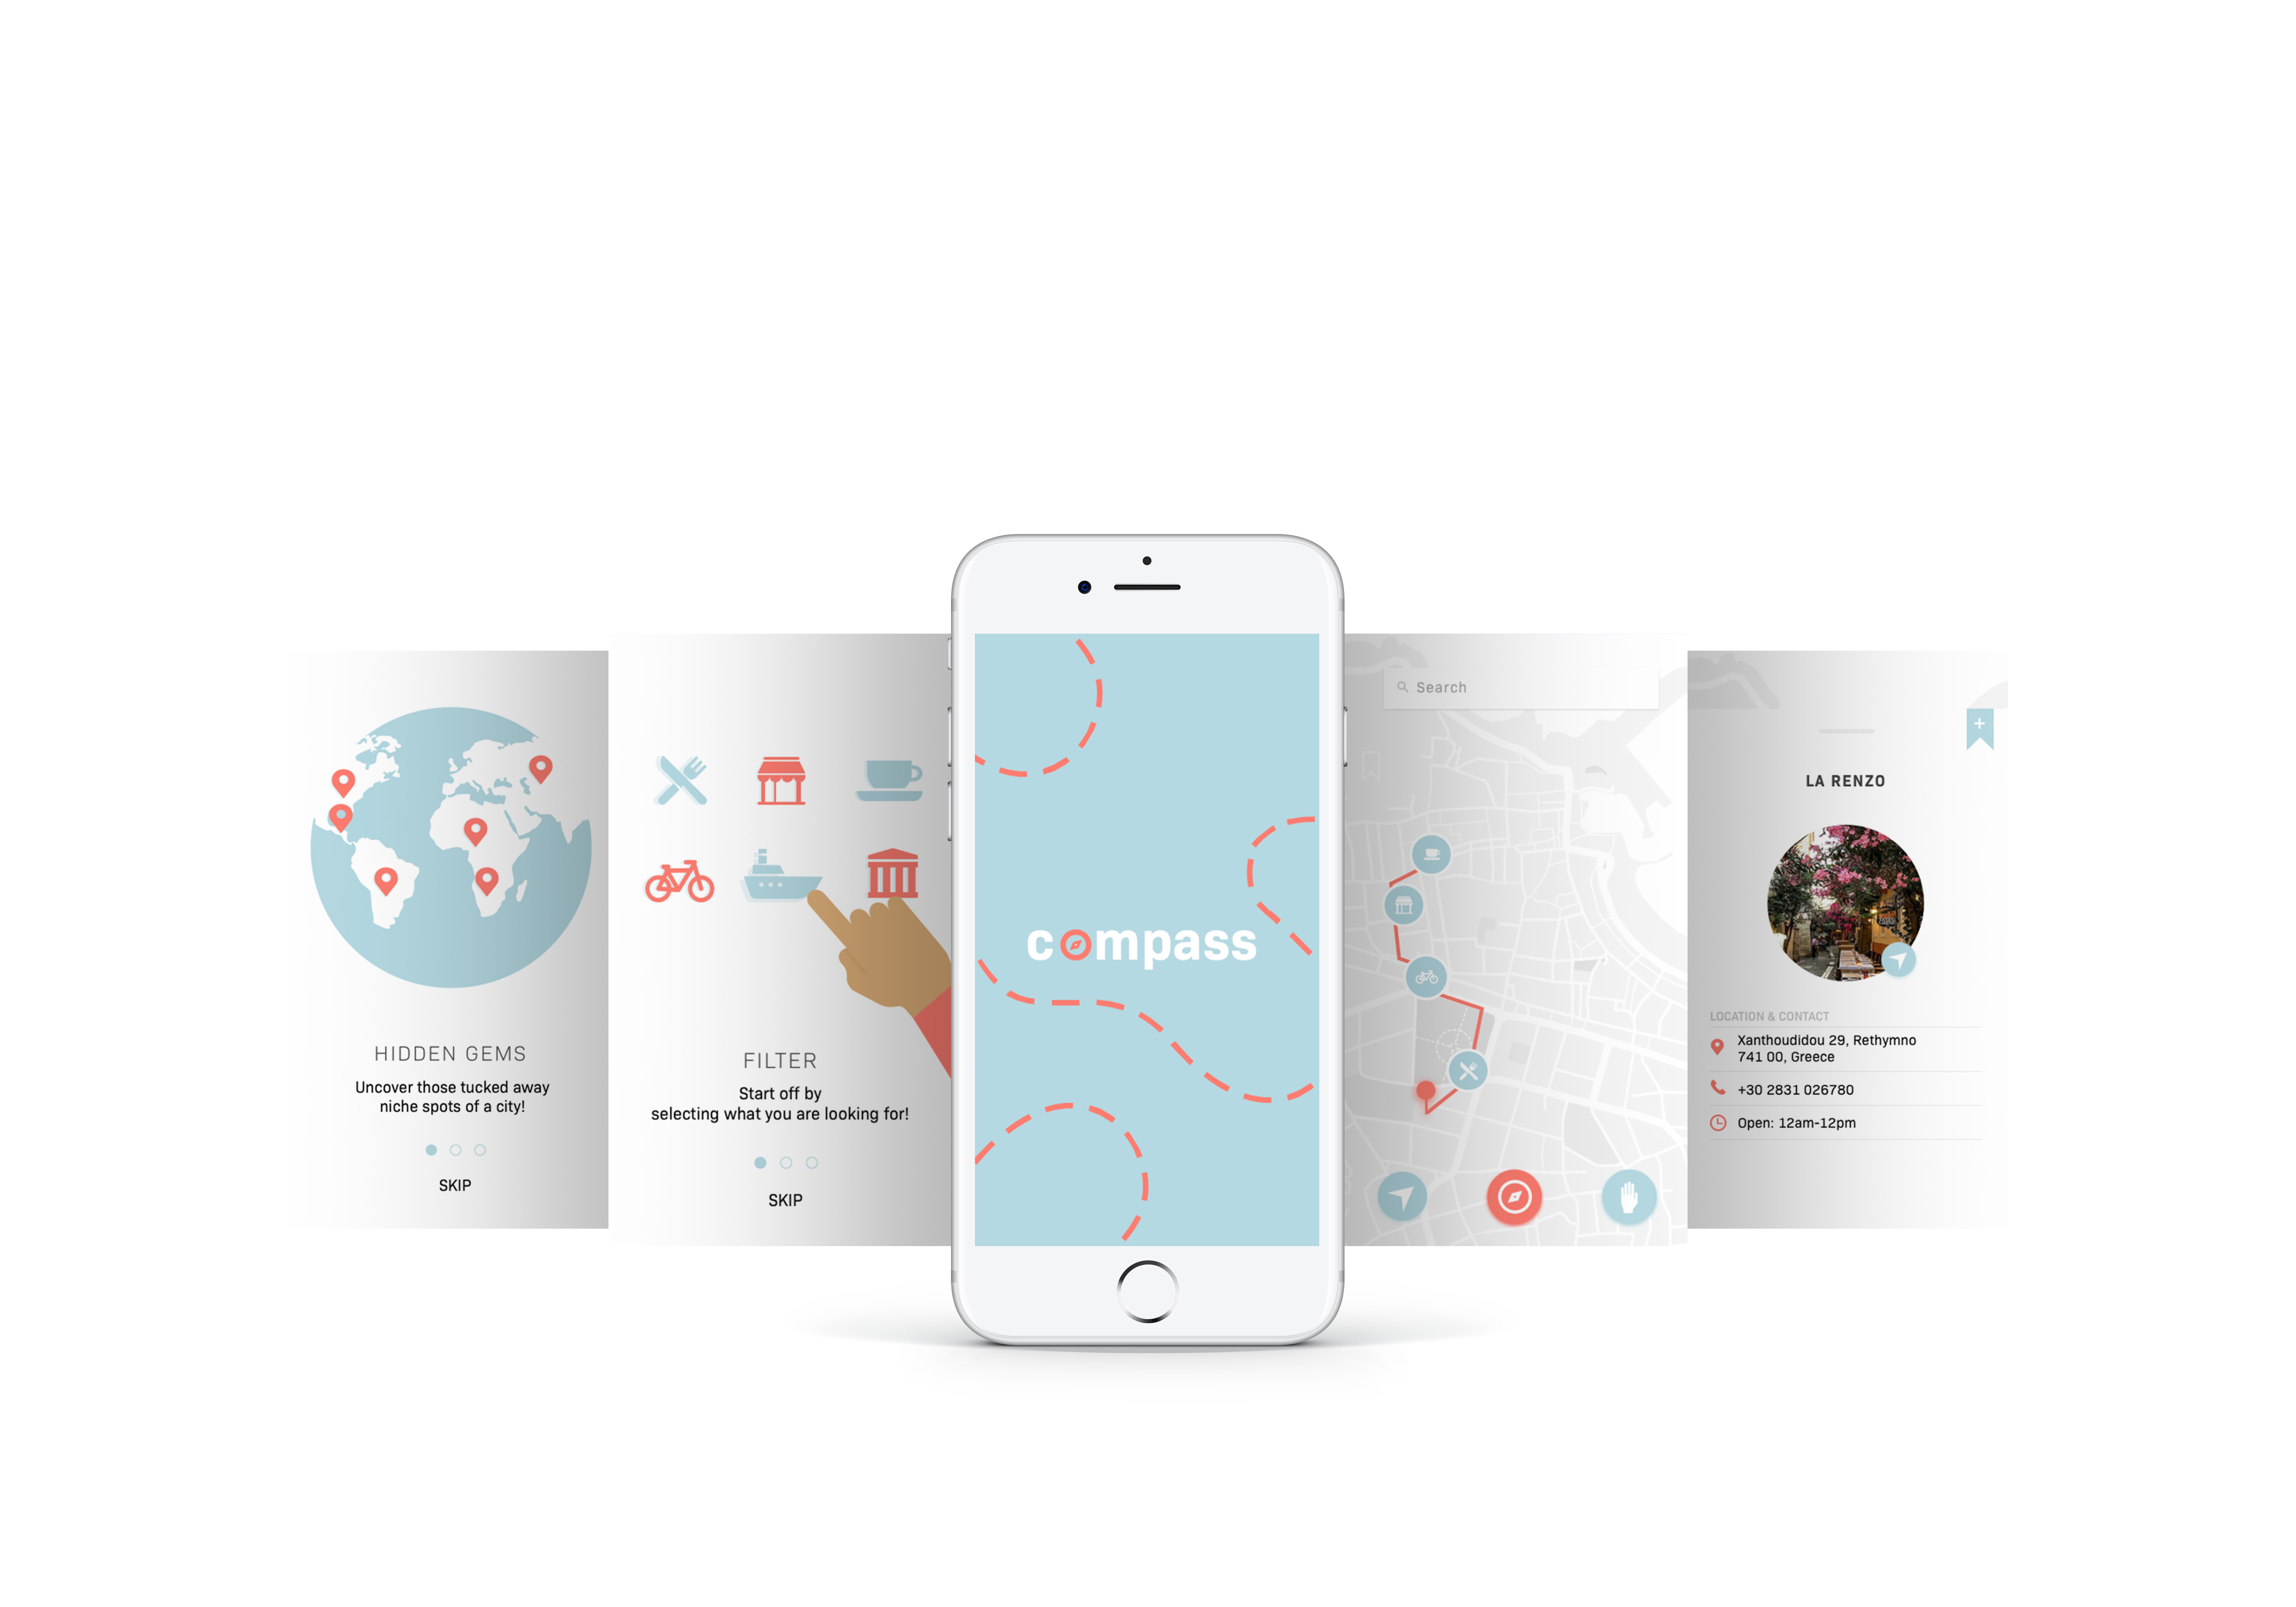 HIDDEN GEMS
Uncover those tucked away
niche spots of a city!
SKIP
FILTER
Start off by
selecting what you are looking for!
SKIP
compass
Search
LA RENZO
LOCATION & CONTACT
Xanthoudidou 29, Rethymno
741 00, Greece
+30 2831 026780
Open: 12am-12pm